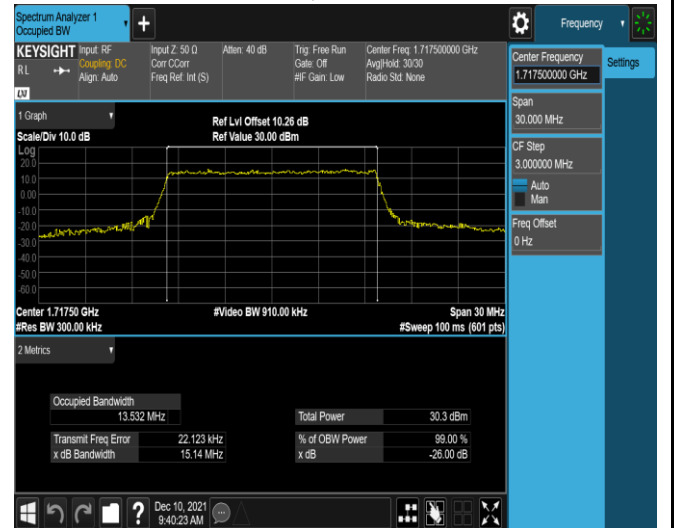 Spectrum Analyzer 1
Occupied BW
Frequency
KEYSIGHT
R L
LXI
Input: RF
Coupling: DC
Align: Auto
Input Z: 50 Ω
Corr CCorr
Freq Ref: Int (S)
Atten: 40 dB
Trig: Free Run
Gate: Off
#IF Gain: Low
Center Freq: 1.717500000 GHz
Avg|Hold: 30/30
Radio Std: None
Center Frequency
1.717500000 GHz
Settings
Span
30.000 MHz
CF Step
3.000000 MHz
Auto
Man
Freq Offset
0 Hz
1 Graph
Scale/Div 10.0 dB
Ref Lvl Offset 10.26 dB
Ref Value 30.00 dBm
Log
20.0
10.0
0.00
-10.0
-20.0
-30.0
-40.0
-50.0
-60.0
Center 1.71750 GHz
#Video BW 910.00 kHz
Span 30 MHz
#Res BW 300.00 kHz
#Sweep 100 ms (601 pts)
2 Metrics
Occupied Bandwidth
13.532 MHz
Total Power 30.3 dBm
Transmit Freq Error 22.123 kHz
% of OBW Power 99.00 %
x dB Bandwidth 15.14 MHz
x dB -26.00 dB
?
Dec 10, 2021
9:40:23 AM